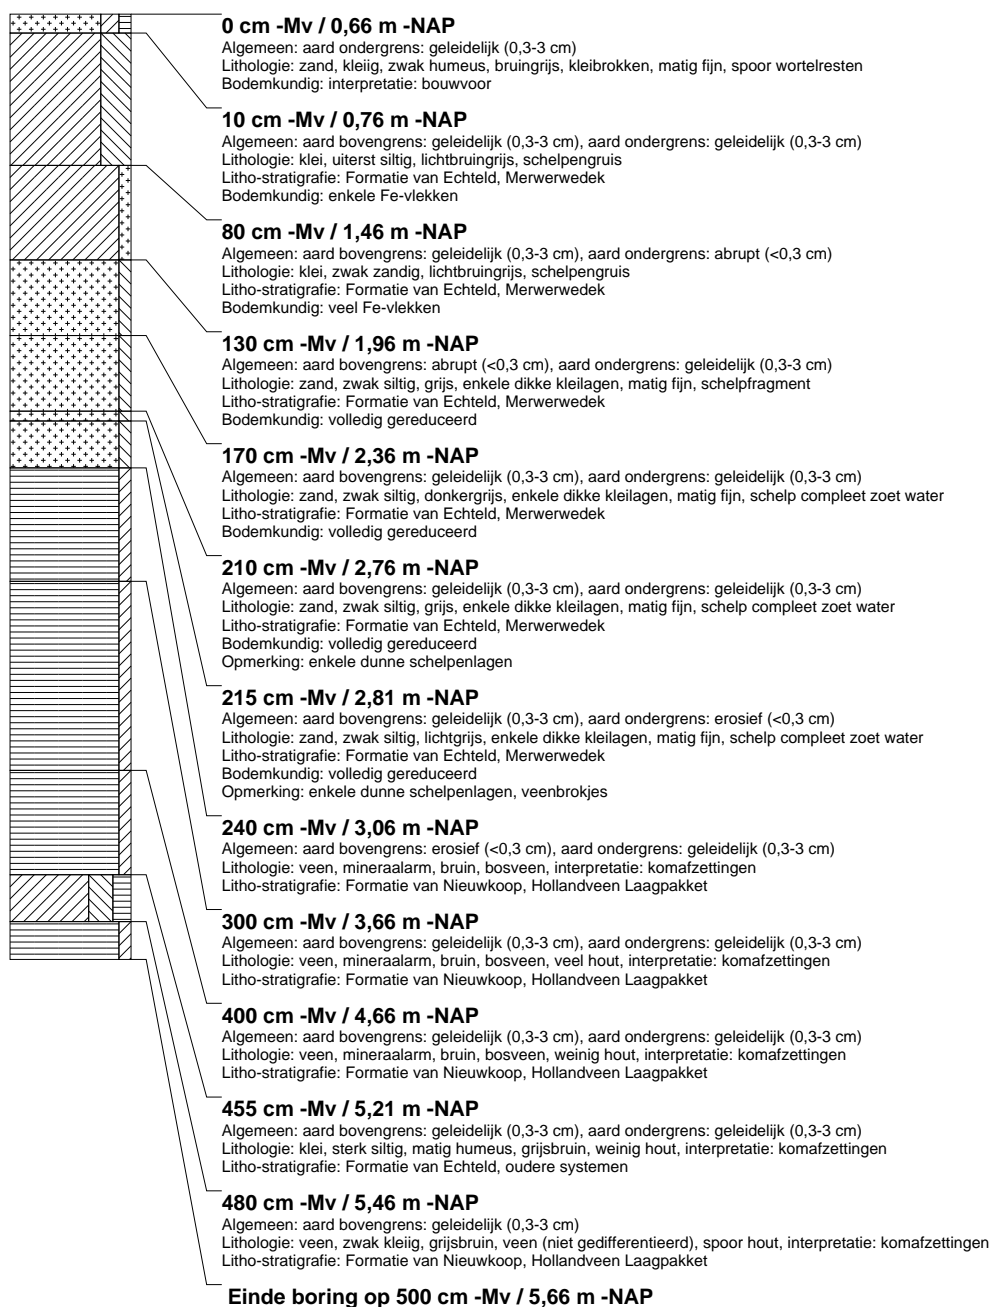 0 cm -Mv / 0,66 m -NAP
Algemeen: aard ondergrens: geleidelijk (0,3-3 cm)
Lithologie: zand, kleiig, zwak humeus, bruingrijs, kleibrokken, matig fijn, spoor wortelresten
Bodemkundig: interpretatie: bouwvoor
10 cm -Mv / 0,76 m -NAP
Algemeen: aard bovengrens: geleidelijk (0,3-3 cm), aard ondergrens: geleidelijk (0,3-3 cm)
Lithologie: klei, uiterst siltig, lichtbruingrijs, schelpengruis
Litho-stratigrafie: Formatie van Echteld, Merwerwedek
Bodemkundig: enkele Fe-vlekken
80 cm -Mv / 1,46 m -NAP
Algemeen: aard bovengrens: geleidelijk (0,3-3 cm), aard ondergrens: abrupt (<0,3 cm)
Lithologie: klei, zwak zandig, lichtbruingrijs, schelpengruis
Litho-stratigrafie: Formatie van Echteld, Merwerwedek
Bodemkundig: veel Fe-vlekken
130 cm -Mv / 1,96 m -NAP
Algemeen: aard bovengrens: abrupt (<0,3 cm), aard ondergrens: geleidelijk (0,3-3 cm)
Lithologie: zand, zwak siltig, grijs, enkele dikke kleilagen, matig fijn, schelpfragment
Litho-stratigrafie: Formatie van Echteld, Merwerwedek
Bodemkundig: volledig gereduceerd
170 cm -Mv / 2,36 m -NAP
Algemeen: aard bovengrens: geleidelijk (0,3-3 cm), aard ondergrens: geleidelijk (0,3-3 cm)
Lithologie: zand, zwak siltig, donkergrijs, enkele dikke kleilagen, matig fijn, schelp compleet zoet water
Litho-stratigrafie: Formatie van Echteld, Merwerwedek
Bodemkundig: volledig gereduceerd
210 cm -Mv / 2,76 m -NAP
Algemeen: aard bovengrens: geleidelijk (0,3-3 cm), aard ondergrens: geleidelijk (0,3-3 cm)
Lithologie: zand, zwak siltig, grijs, enkele dikke kleilagen, matig fijn, schelp compleet zoet water
Litho-stratigrafie: Formatie van Echteld, Merwerwedek
Bodemkundig: volledig gereduceerd
Opmerking: enkele dunne schelpenlagen
215 cm -Mv / 2,81 m -NAP
Algemeen: aard bovengrens: geleidelijk (0,3-3 cm), aard ondergrens: erosief (<0,3 cm)
Lithologie: zand, zwak siltig, lichtgrijs, enkele dikke kleilagen, matig fijn, schelp compleet zoet water
Litho-stratigrafie: Formatie van Echteld, Merwerwedek
Bodemkundig: volledig gereduceerd
Opmerking: enkele dunne schelpenlagen, veenbrokjes
240 cm -Mv / 3,06 m -NAP
Algemeen: aard bovengrens: erosief (<0,3 cm), aard ondergrens: geleidelijk (0,3-3 cm)
Lithologie: veen, mineraalarm, bruin, bosveen, interpretatie: komafzettingen
Litho-stratigrafie: Formatie van Nieuwkoop, Hollandveen Laagpakket
300 cm -Mv / 3,66 m -NAP
Algemeen: aard bovengrens: geleidelijk (0,3-3 cm), aard ondergrens: geleidelijk (0,3-3 cm)
Lithologie: veen, mineraalarm, bruin, bosveen, veel hout, interpretatie: komafzettingen
Litho-stratigrafie: Formatie van Nieuwkoop, Hollandveen Laagpakket
400 cm -Mv / 4,66 m -NAP
Algemeen: aard bovengrens: geleidelijk (0,3-3 cm), aard ondergrens: geleidelijk (0,3-3 cm)
Lithologie: veen, mineraalarm, bruin, bosveen, weinig hout, interpretatie: komafzettingen
Litho-stratigrafie: Formatie van Nieuwkoop, Hollandveen Laagpakket
455 cm -Mv / 5,21 m -NAP
Algemeen: aard bovengrens: geleidelijk (0,3-3 cm), aard ondergrens: geleidelijk (0,3-3 cm)
Lithologie: klei, sterk siltig, matig humeus, grijsbruin, weinig hout, interpretatie: komafzettingen
Litho-stratigrafie: Formatie van Echteld, oudere systemen
480 cm -Mv / 5,46 m -NAP
Algemeen: aard bovengrens: geleidelijk (0,3-3 cm)
Lithologie: veen, zwak kleiig, grijsbruin, veen (niet gedifferentieerd), spoor hout, interpretatie: komafzettingen
Litho-stratigrafie: Formatie van Nieuwkoop, Hollandveen Laagpakket
Einde boring op 500 cm -Mv / 5,66 m -NAP